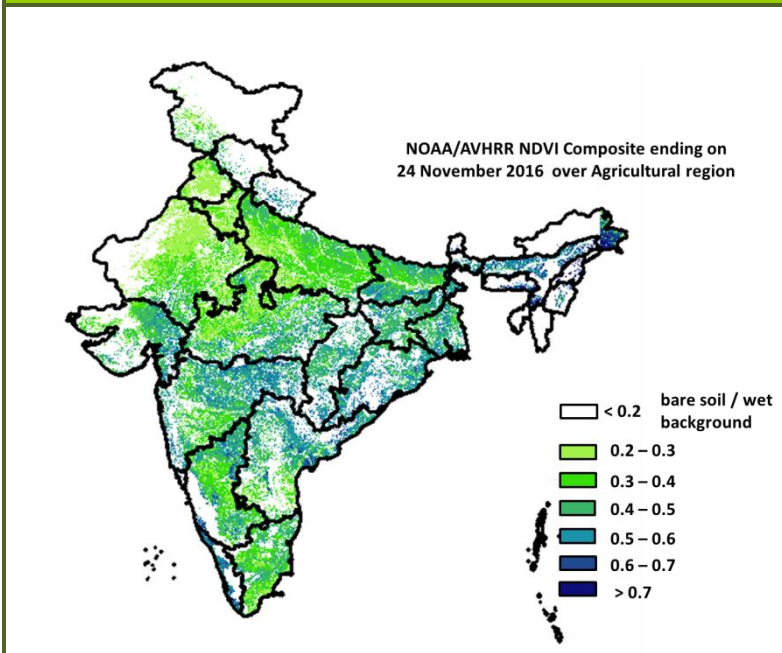 NOAA/AVHRR NDVI Composite ending on
24 November 2016 over Agricultural region
< 0.2 bare soil / wet
background
0.2 – 0.3
0.3 – 0.4
0.4 – 0.5
0.5 – 0.6
0.6 – 0.7
> 0.7